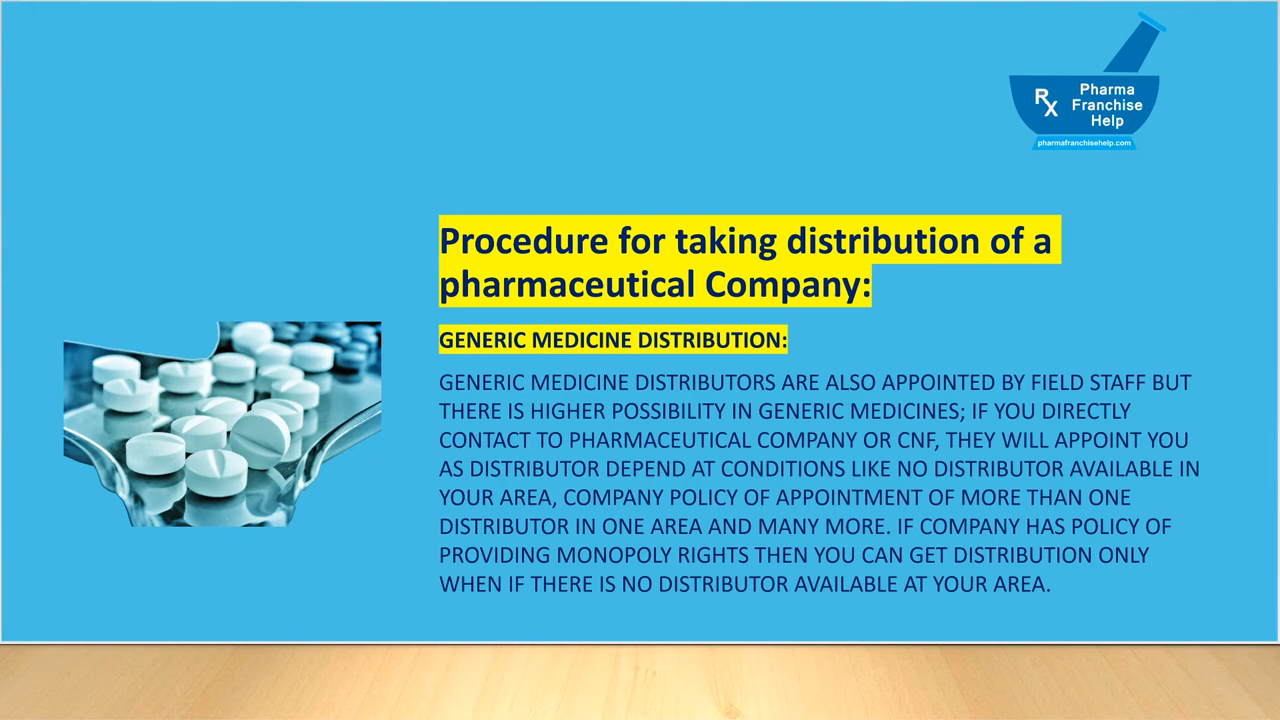 Rx
Pharma
Franchise
Help
pharmafranchisehelp.com
Procedure for taking distribution of a
pharmaceutical Company:
GENERIC MEDICINE DISTRIBUTION:
GENERIC MEDICINE DISTRIBUTORS ARE ALSO APPOINTED BY FIELD STAFF BUT
THERE IS HIGHER POSSIBILITY IN GENERIC MEDICINES; IF YOU DIRECTLY
CONTACT TO PHARMACEUTICAL COMPANY OR CNF, THEY WILL APPOINT YOU
AS DISTRIBUTOR DEPEND AT CONDITIONS LIKE NO DISTRIBUTOR AVAILABLE IN
YOUR AREA, COMPANY POLICY OF APPOINTMENT OF MORE THAN ONE
DISTRIBUTOR IN ONE AREA AND MANY MORE. IF COMPANY HAS POLICY OF
PROVIDING MONOPOLY RIGHTS THEN YOU CAN GET DISTRIBUTION ONLY
WHEN IF THERE IS NO DISTRIBUTOR AVAILABLE AT YOUR AREA.